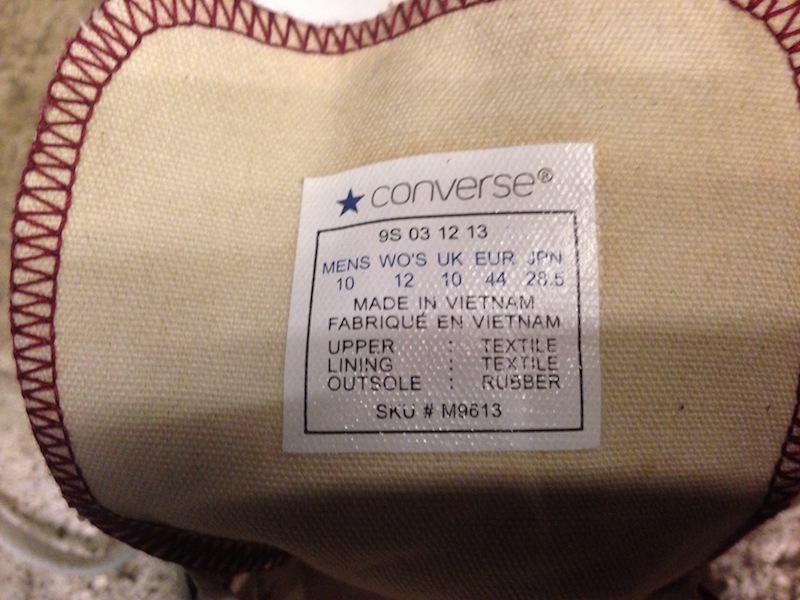 converse®
9S 03 12 13
MENS WO'S UK EUR JPN
10 12 10 44 28.5
MADE IN VIETNAM
FABRIQUÉ EN VIETNAM
UPPER : TEXTILE
LINING : TEXTILE
OUTSOLE : RUBBER
SKU # M9613